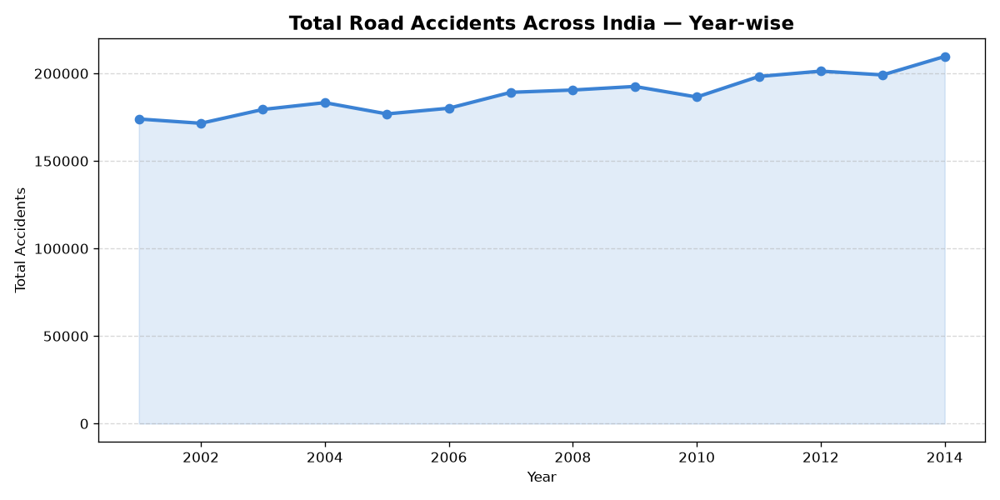 Total Road Accidents Across India — Year-wise
Total Accidents
200000
150000
100000
50000
0
2002 2004 2006 2008 2010 2012 2014
Year